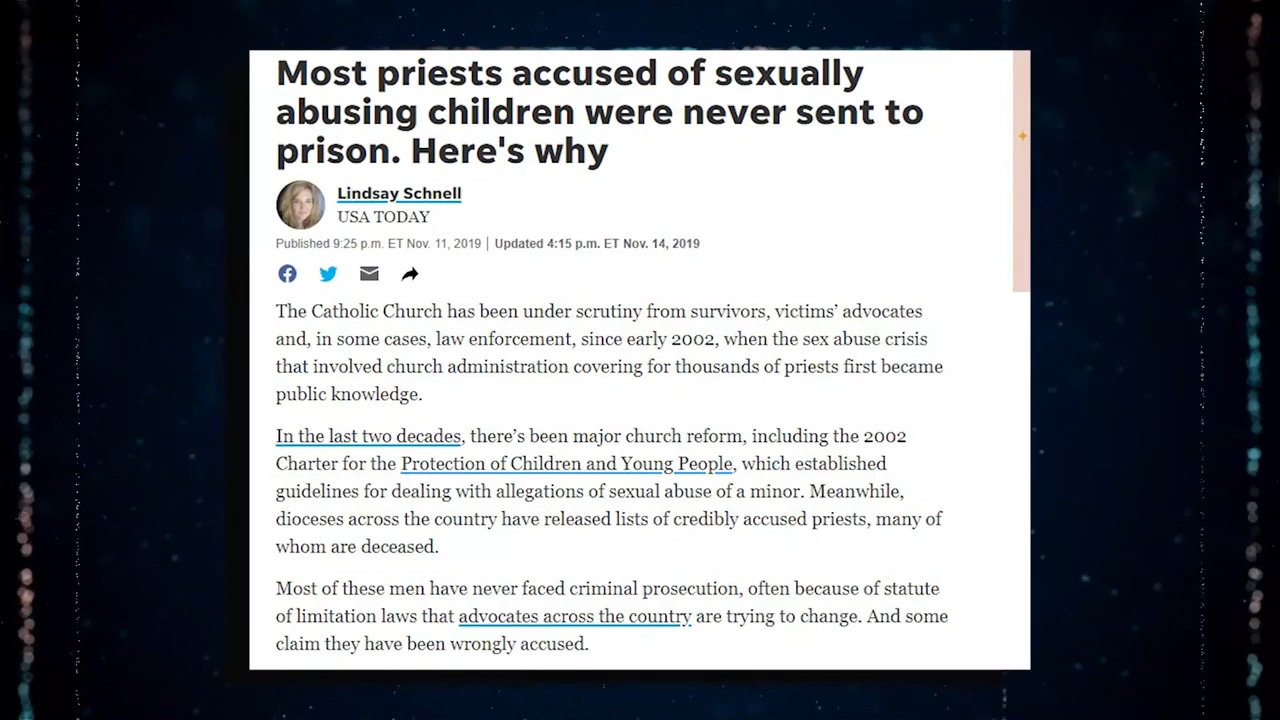 Most priests accused of sexually
abusing children were never sent to
prison. Here's why
Lindsay Schnell
USA TODAY
Published 9:25 p.m. ET Nov. 11, 2019 | Updated 4:15 p.m. ET Nov. 14, 2019
The Catholic Church has been under scrutiny from survivors, victims’ advocates
and, in some cases, law enforcement, since early 2002, when the sex abuse crisis
that involved church administration covering for thousands of priests first became
public knowledge.
In the last two decades, there’s been major church reform, including the 2002
Charter for the Protection of Children and Young People, which established
guidelines for dealing with allegations of sexual abuse of a minor. Meanwhile,
dioceses across the country have released lists of credibly accused priests, many of
whom are deceased.
Most of these men have never faced criminal prosecution, often because of statute
of limitation laws that advocates across the country are trying to change. And some
claim they have been wrongly accused.